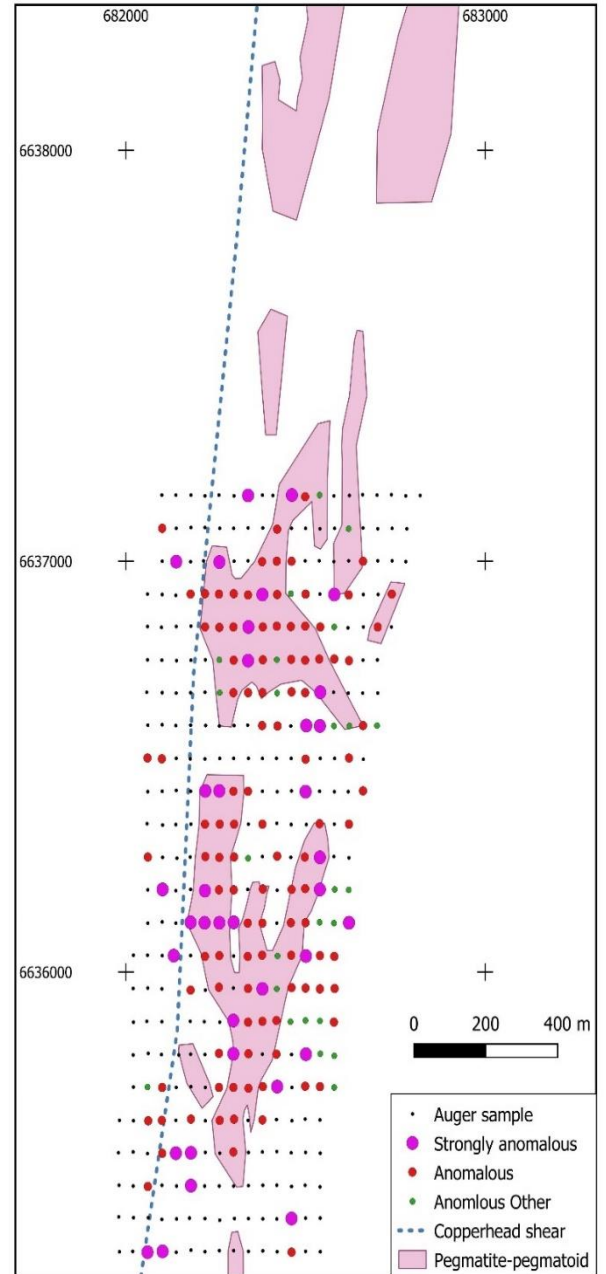 682000 683000
6638000
6637000
6636000
0 200 400 m
Auger sample
Strongly anomalous
Anomalous
Anomlous Other
Copperhead shear
Pegmatite-pegmatoid